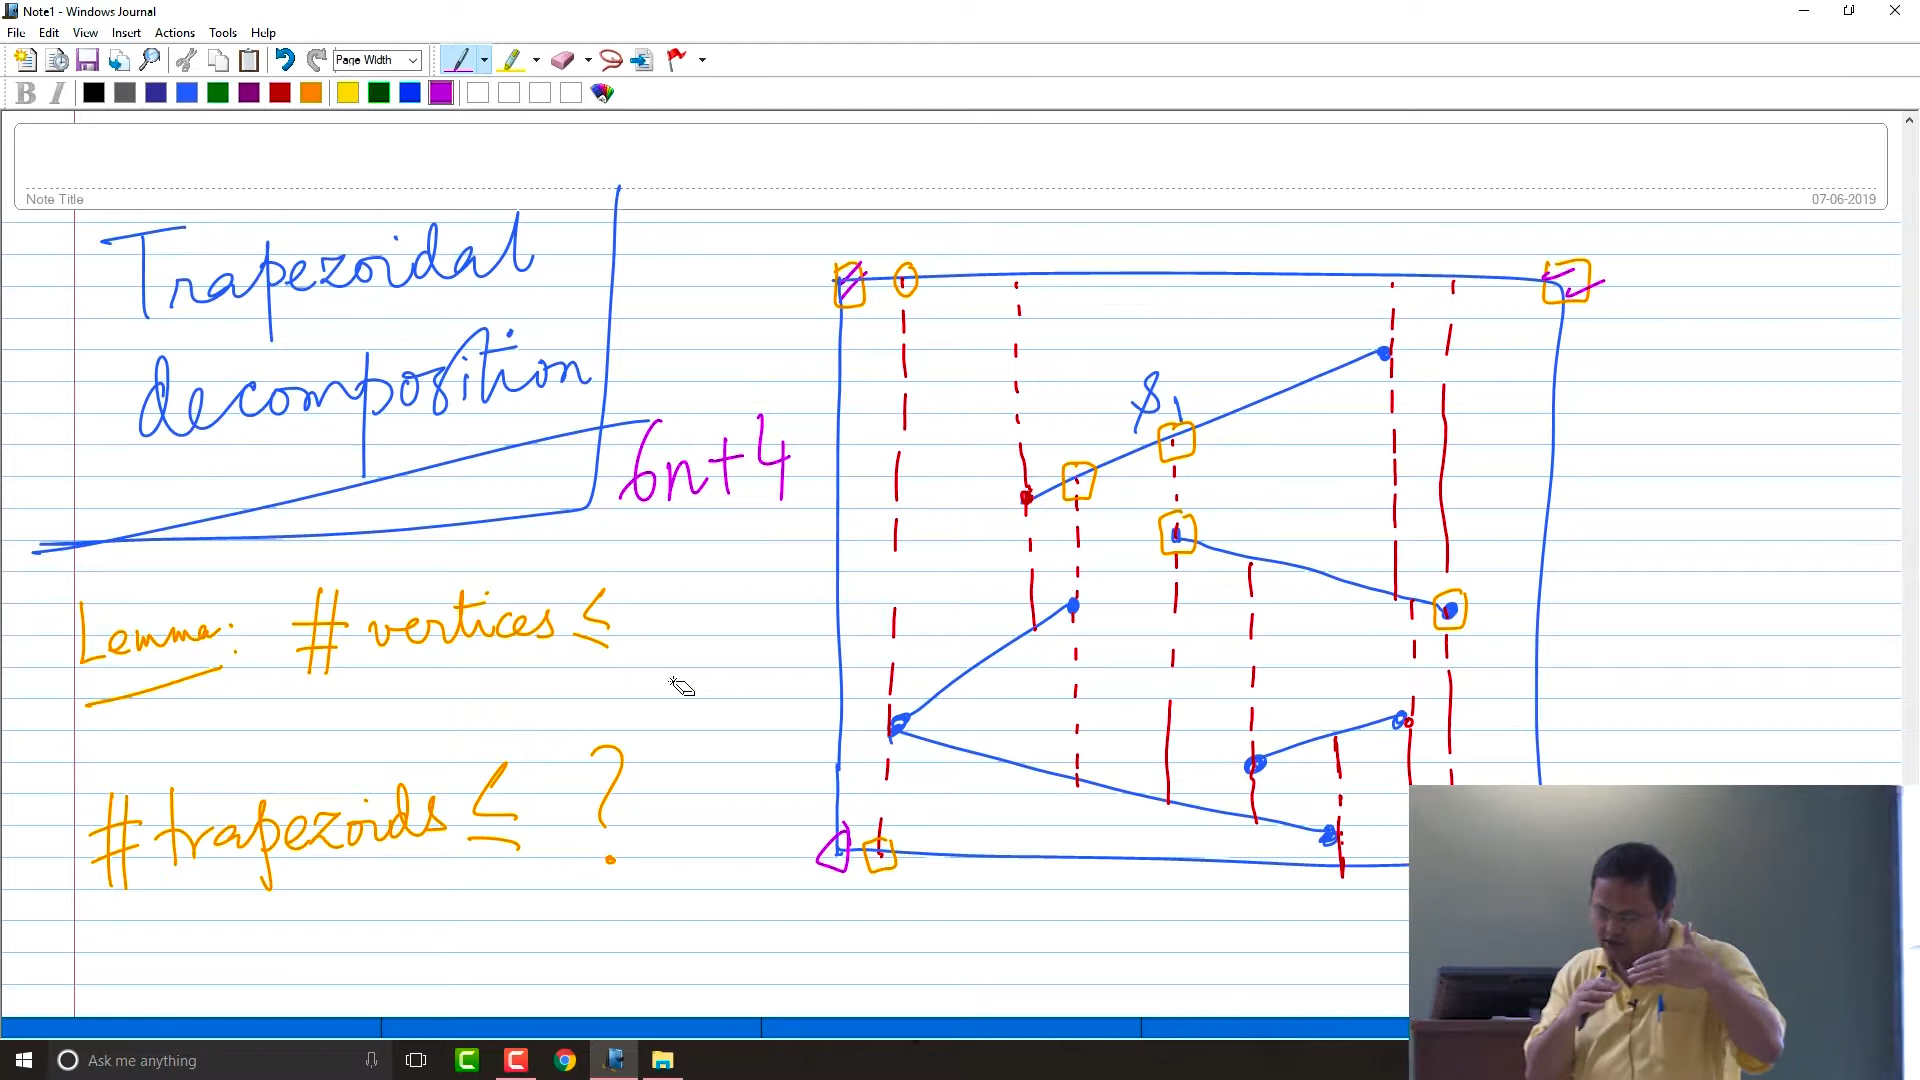 Note1 - Windows Journal
File Edit View Insert Actions Tools Help
Page Width
B I
Note Title
07-06-2019
Trapezoidal
decomposition
6n+4
S1
Lemma: # vertices ≤
# trapezoids ≤ ?
Ask me anything